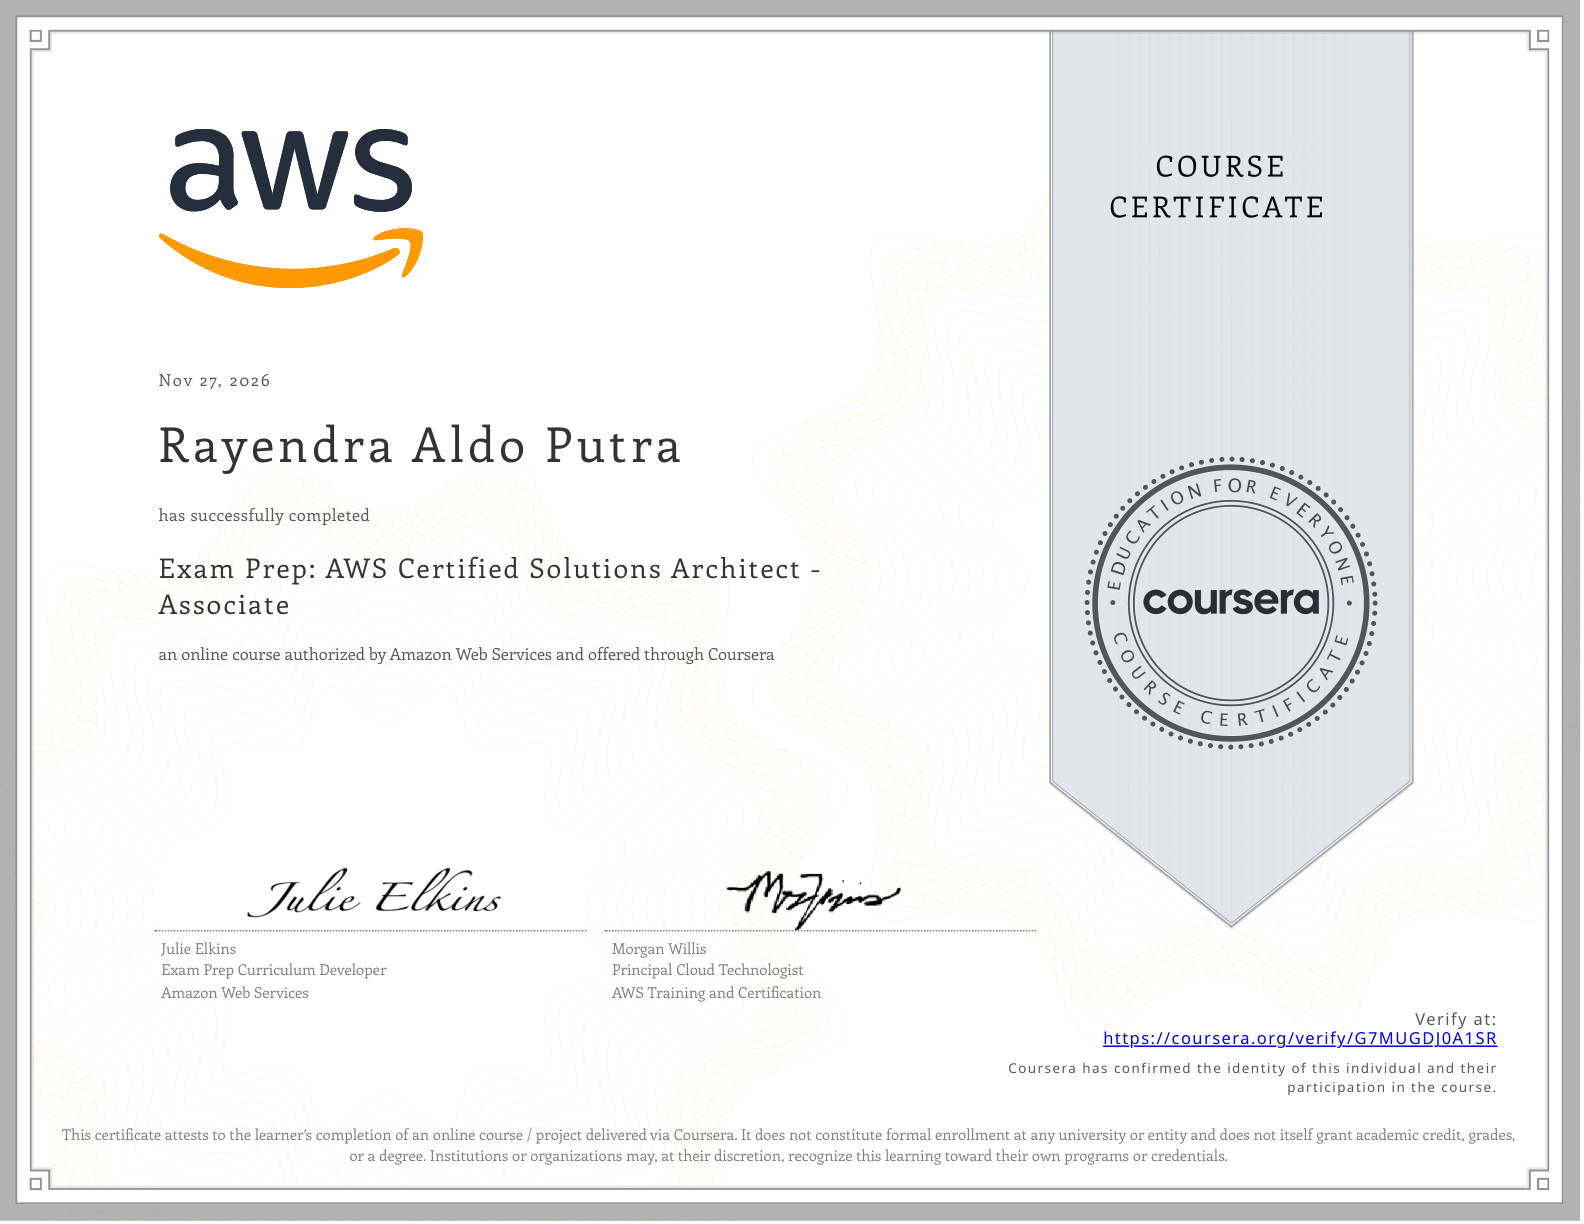 aws
COURSE
CERTIFICATE
Nov 27, 2026
Rayendra Aldo Putra
has successfully completed
Exam Prep: AWS Certified Solutions Architect -
Associate
an online course authorized by Amazon Web Services and offered through Coursera
• EDUCATION FOR EVERYONE •
coursera
COURSE CERTIFICATE
Julie Elkins
Julie Elkins
Exam Prep Curriculum Developer
Amazon Web Services
Morgan Willis
Principal Cloud Technologist
AWS Training and Certification
Verify at:
https://coursera.org/verify/G7MUGDJ0A1SR
Coursera has confirmed the identity of this individual and their
participation in the course.
This certificate attests to the learner’s completion of an online course / project delivered via Coursera. It does not constitute formal enrollment at any university or entity and does not itself grant academic credit, grades,
or a degree. Institutions or organizations may, at their discretion, recognize this learning toward their own programs or credentials.